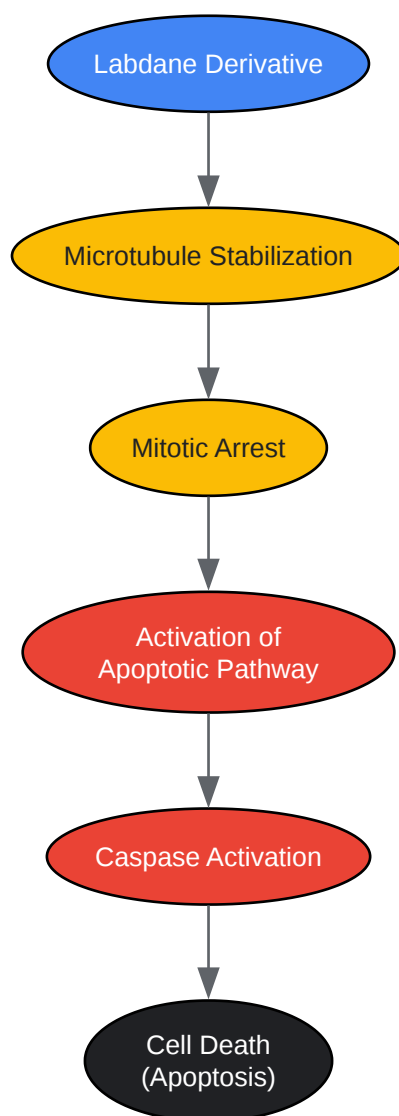 Labdane Derivative
Microtubule Stabilization
Mitotic Arrest
Activation of
Apoptotic Pathway
Caspase Activation
Cell Death
(Apoptosis)